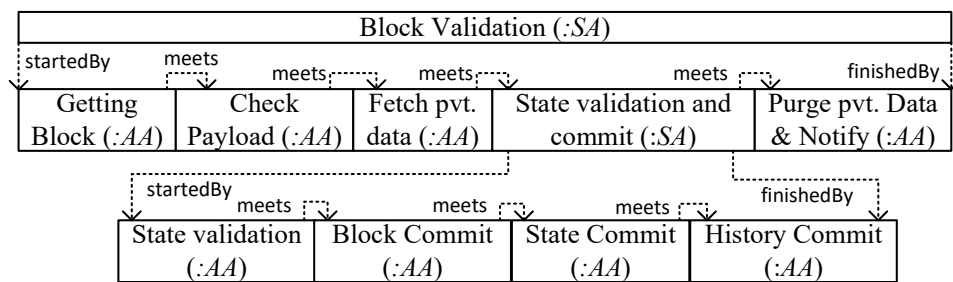 Block Validation (:SA)
startedBy meets meets meets meets finishedBy
Getting Check Fetch pvt. State validation and Purge pvt. Data
Block (:AA) Payload (:AA) data (:AA) commit (:SA) & Notify (:AA)
startedBy meets meets meets finishedBy
State validation Block Commit State Commit History Commit
(:AA) (:AA) (:AA) (:AA)